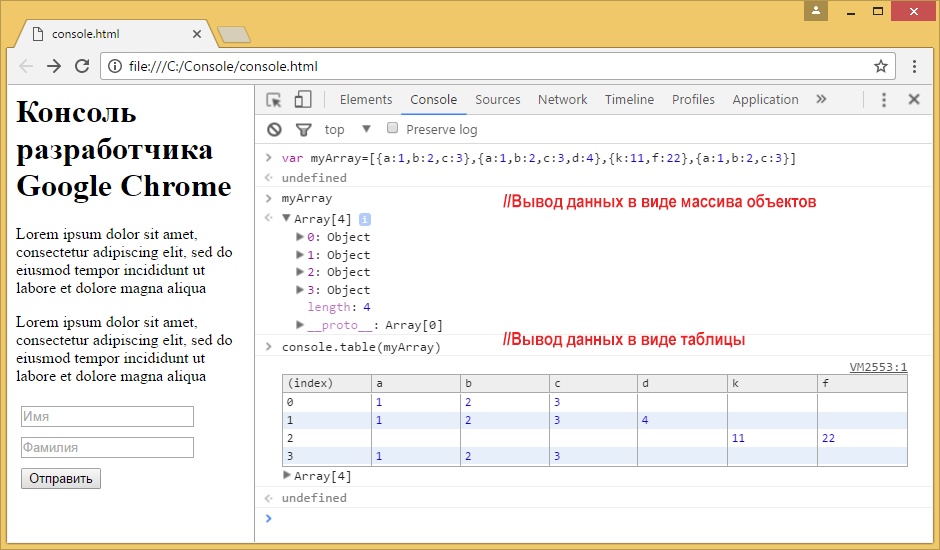 console.html
file:///C:/Console/console.html
Консоль
разработчика
Google Chrome
Lorem ipsum dolor sit amet,
consectetur adipiscing elit, sed do
eiusmod tempor incididunt ut
labore et dolore magna aliqua
Lorem ipsum dolor sit amet,
consectetur adipiscing elit, sed do
eiusmod tempor incididunt ut
labore et dolore magna aliqua
Имя
Фамилия
Отправить
Elements Console Sources Network Timeline Profiles Application »
top Preserve log
var myArray=[{a:1,b:2,c:3},{a:1,b:2,c:3,d:4},{k:11,f:22},{a:1,b:2,c:3}]
undefined
myArray //Вывод данных в виде массива объектов
Array[4] i
0: Object
1: Object
2: Object
3: Object
length: 4
__proto__: Array[0]
console.table(myArray) //Вывод данных в виде таблицы
VM2553:1
(index) a b c d k f
0 1 2 3
1 1 2 3 4
2 11 22
3 1 2 3
Array[4]
undefined